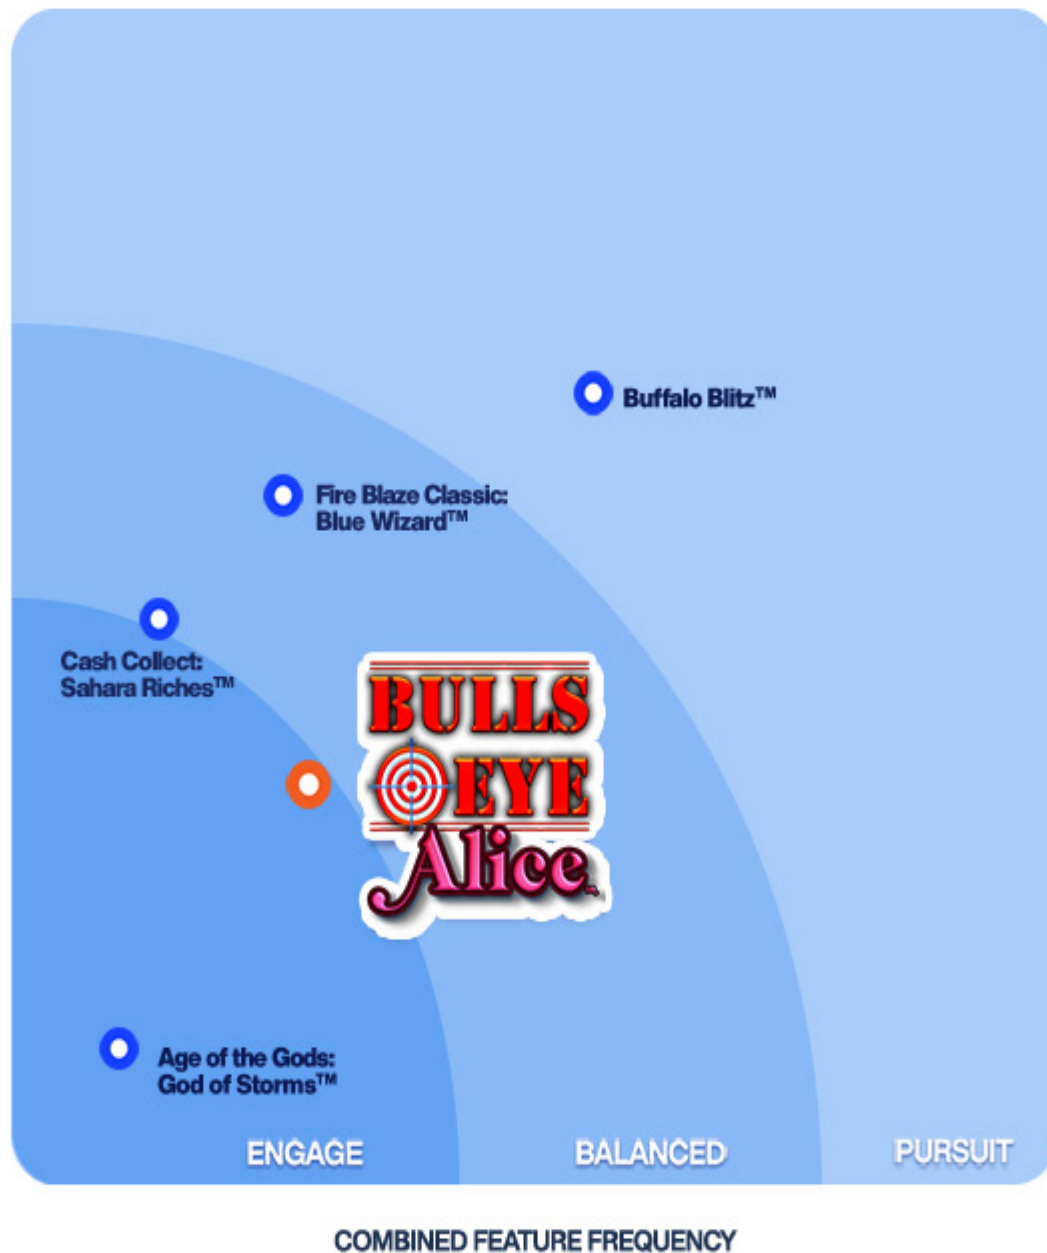 Buffalo Blitz™
Fire Blaze Classic:
Blue Wizard™
Cash Collect:
Sahara Riches™
BULLS
EYE
Alice
Age of the Gods:
God of Storms™
ENGAGE
BALANCED
PURSUIT
COMBINED FEATURE FREQUENCY